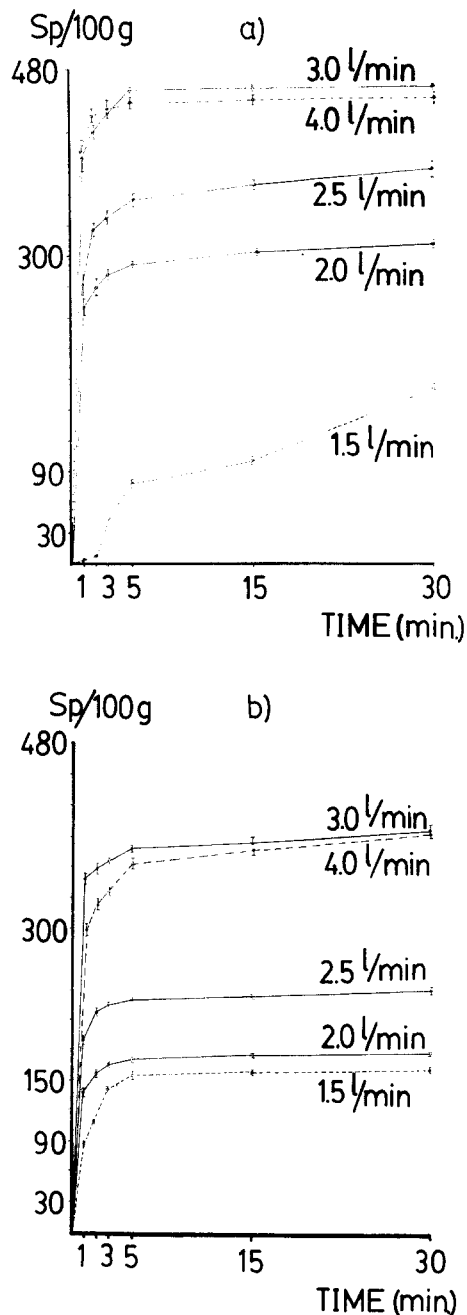 Sp/100 g a)
480
3.0 l/min
4.0 l/min
2.5 l/min
300
2.0 l/min
1.5 l/min
90
30
1 3 5 15 30
TIME (min.)
Sp/100 g b)
480
3.0 l/min
4.0 l/min
300
2.5 l/min
2.0 l/min
150
1.5 l/min
90
30
1 3 5 15 30
TIME (min.)